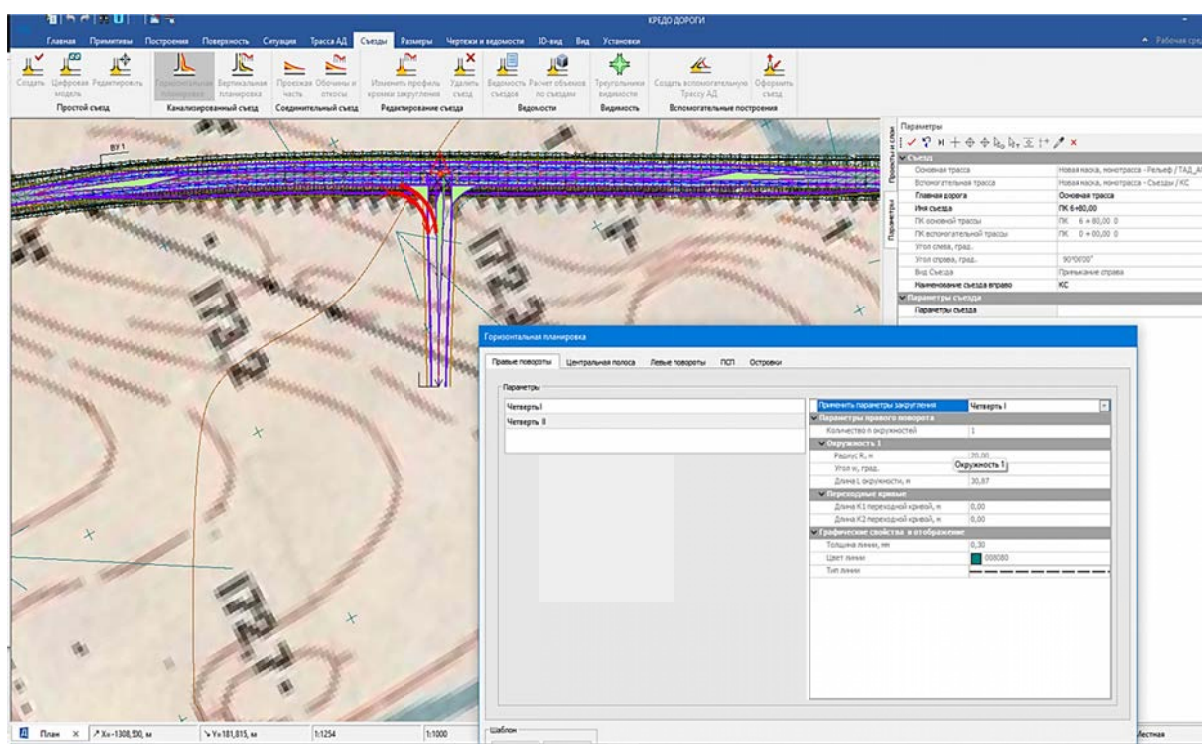 КРЕДО ДОРОГИ
Главная Примитивы Построения Поверхность Ситуация Трасса АД Съезды Размеры Чертежи и ведомости 3D-вид Вид Установки
Рабочая сре
Создать Цифровая модель Редактировать
Горизонтальная планировка Вертикальная планировка
Проезжая часть Обочины и откосы
Изменить профиль кромки закругления Удалить съезд
Ведомость съездов Расчет объемов по съездам
Треугольники видимости
Создать вспомогательную Трассу АД Оформить съезд
Простой съезд Канализированный съезд Соединительный съезд Редактирование съезда Ведомости Видимость Вспомогательные построения
ВУ 1
Проекты и слои
Параметры
Параметры
Съезд
Основная трасса Новая наска, монотрасса - Рельеф / ТАД_А
Вспомогательная трасса Новая наска, монотрасса - Съезды / КС
Главная дорога Основная трасса
Имя съезда ПК 6+80,00
ПК основной трассы ПК 6 + 80,00 0
ПК вспомогательной трассы ПК 0 + 00,00 0
Угол слева, град.
Угол справа, град. 90°00'00"
Вид Съезда Примыкание справа
Наименование съезда вправо КС
Параметры съезда
Параметры съезда
Горизонтальная планировка
Правые повороты Центральная полоса Левые повороты ПСП Островки
Параметры
Четверть I
Четверть II
Применить параметры закругления Четверть I
Параметры правого поворота
Количество n окружностей 1
Окружность 1
Радиус R, м 20,00
Угол w, град.
Окружность 1
Длина L окружности, м 30,87
Переходные кривые
Длина K1 переходной кривой, м 0,00
Длина K2 переходной кривой, м 0,00
Графические свойства и отображение
Толщина линии, мм 0,30
Цвет линии 008080
Тип линии
Шаблон
План X=-1308,500, м Y=181,815, м 1:1254 1:1000 Местная